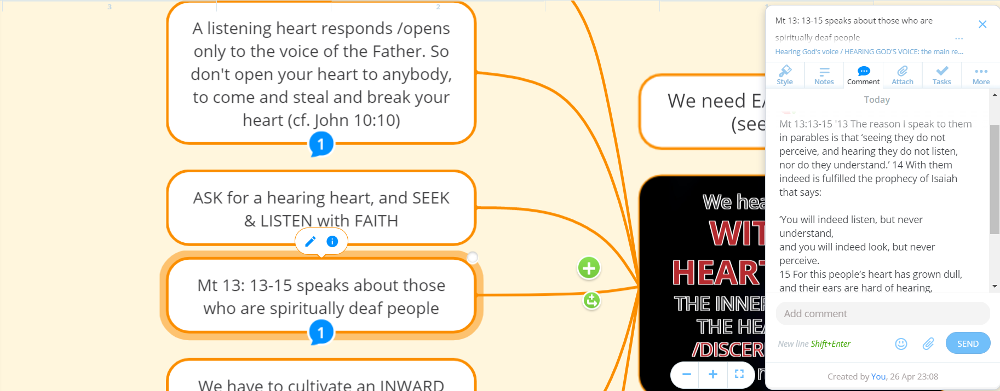 3
2
1
A listening heart responds /opens
only to the voice of the Father. So
don't open your heart to anybody,
to come and steal and break your
heart (cf. John 10:10)
1
ASK for a hearing heart, and SEEK
& LISTEN with FAITH
Mt 13: 13-15 speaks about those
who are spiritually deaf people
1
We have to cultivate an INWARD
We need
(see
We
HEART
THE
THE
Mt 13: 13-15 speaks about those who are
spiritually deaf people
...
Hearing God's voice / HEARING GOD'S VOICE: the main re...
Style
Notes
Comment
Attach
Tasks
More
Today
Mt 13:13-15 '13 The reason I speak to them
in parables is that ‘seeing they do not
perceive, and hearing they do not listen,
nor do they understand.’ 14 With them
indeed is fulfilled the prophecy of Isaiah
that says:
‘You will indeed listen, but never
understand,
and you will indeed look, but never
perceive.
15 For this people’s heart has grown dull,
and their ears are hard of hearing,
Add comment
New line Shift+Enter
SEND
Created by You, 26 Apr 23:08